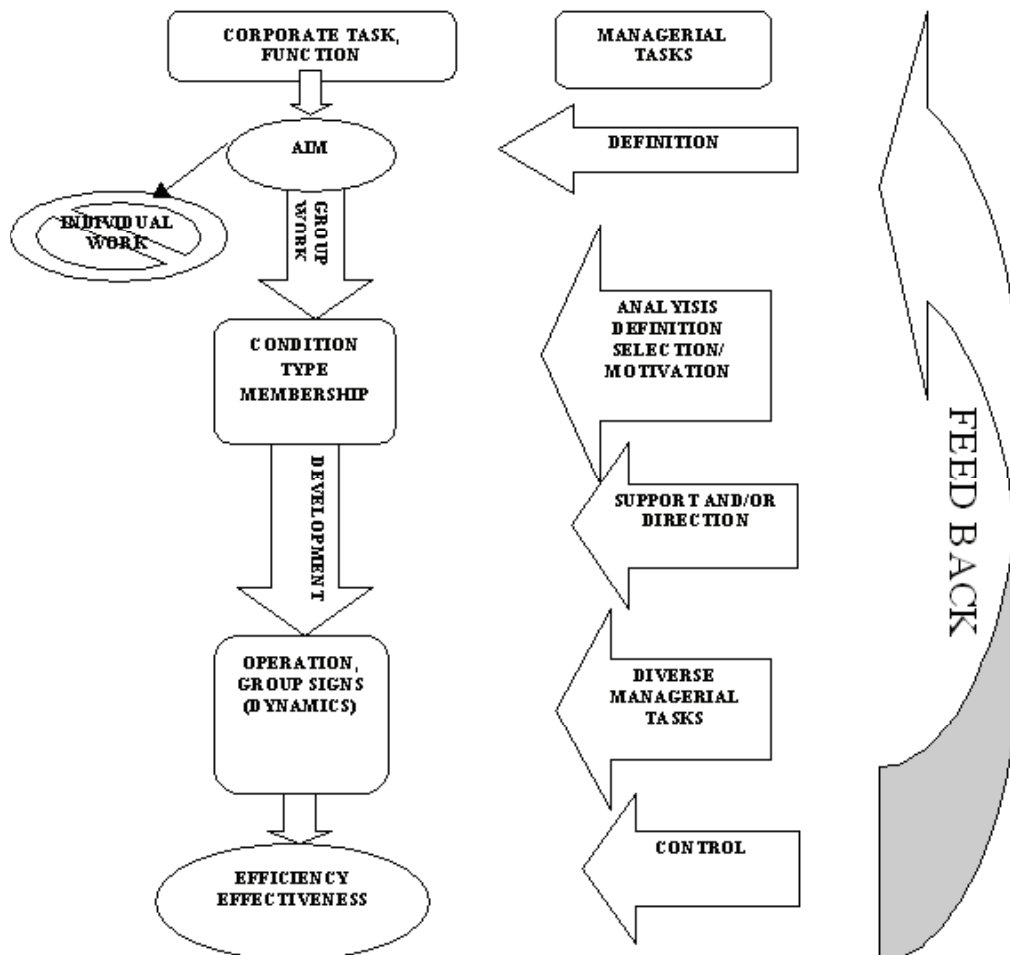 CORPORATE TASK,
FUNCTION
MANAGERIAL
TASKS
AIM
DEFINITION
INDIVIDUAL
WORK
GROUP
WORK
ANALYISIS
DEFINITION
SELECTION/
MOTIVATION
CONDITION
TYPE
MEMBERSHIP
FEED BACK
DEVELOPMENT
SUPPORT AND/OR
DIRECTION
OPERATION,
GROUP SIGNS
(DYNAMICS)
DIVERSE
MANAGERIAL
TASKS
CONTROL
EFFICIENCY
EFFECTIVENESS